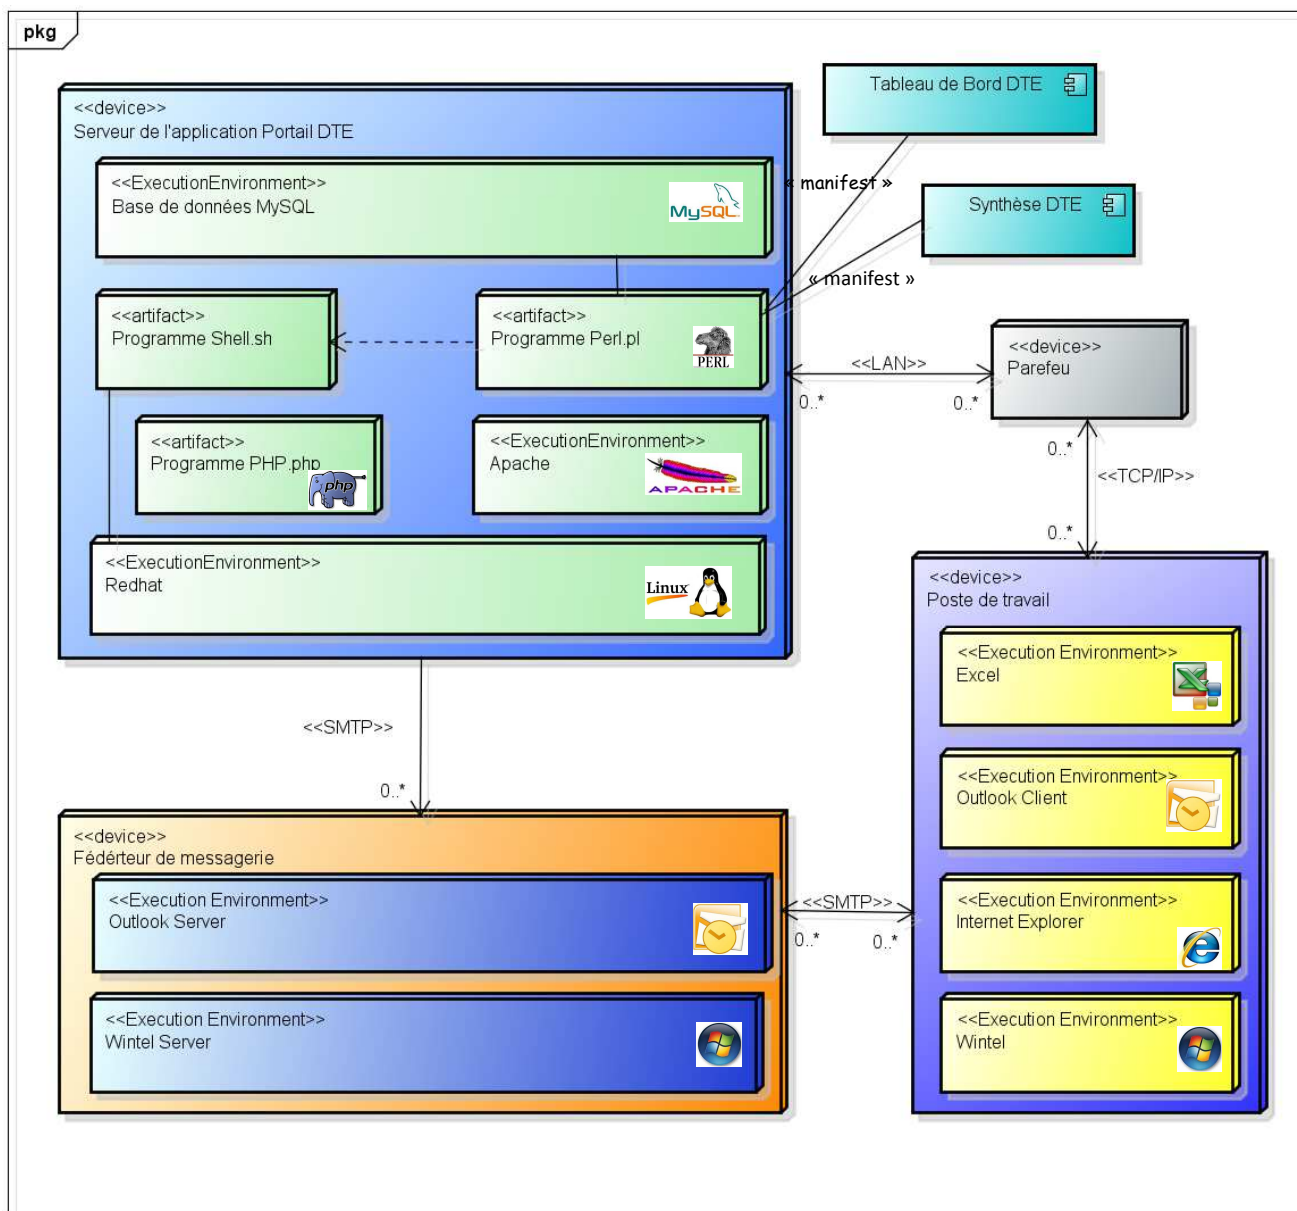 pkg
<<device>>
Serveur de l'application Portail DTE
<<ExecutionEnvironment>>
Base de données MySQL
MySQL
<<artifact>>
Programme Shell.sh
<<artifact>>
Programme Perl.pl
PERL
<<artifact>>
Programme PHP.php
php
<<ExecutionEnvironment>>
Apache
APACHE
<<ExecutionEnvironment>>
Redhat
Linux
Tableau de Bord DTE
« manifest »
Synthèse DTE
« manifest »
<<LAN>>
0..*
0..*
<<device>>
Parefeu
0..*
<<TCP/IP>>
0..*
<<device>>
Poste de travail
<<Execution Environment>>
Excel
<<Execution Environment>>
Outlook Client
<<Execution Environment>>
Internet Explorer
<<Execution Environment>>
Wintel
<<SMTP>>
0..*
<<device>>
Fédérteur de messagerie
<<Execution Environment>>
Outlook Server
<<Execution Environment>>
Wintel Server
<<SMTP>>
0..*
0..*